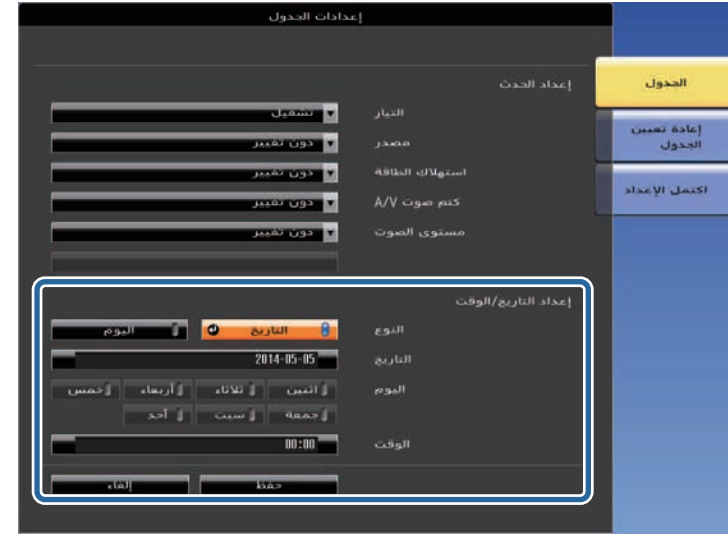 إعدادات الجدول
الجدول
إعادة تعيين
الجدول
اكتمل الإعداد
إعداد الحدث
التيار تشغيل
مصدر دون تغيير
استهلاك الطاقة دون تغيير
كتم صوت A/V دون تغيير
مستوى الصوت دون تغيير
إعداد التاريخ/الوقت
النوع التاريخ اليوم
التاريخ 2014-05-05
اليوم اثنين ثلاثاء أربعاء خمس
جمعة سبت أحد
الوقت 00:00
حفظ إلغاء